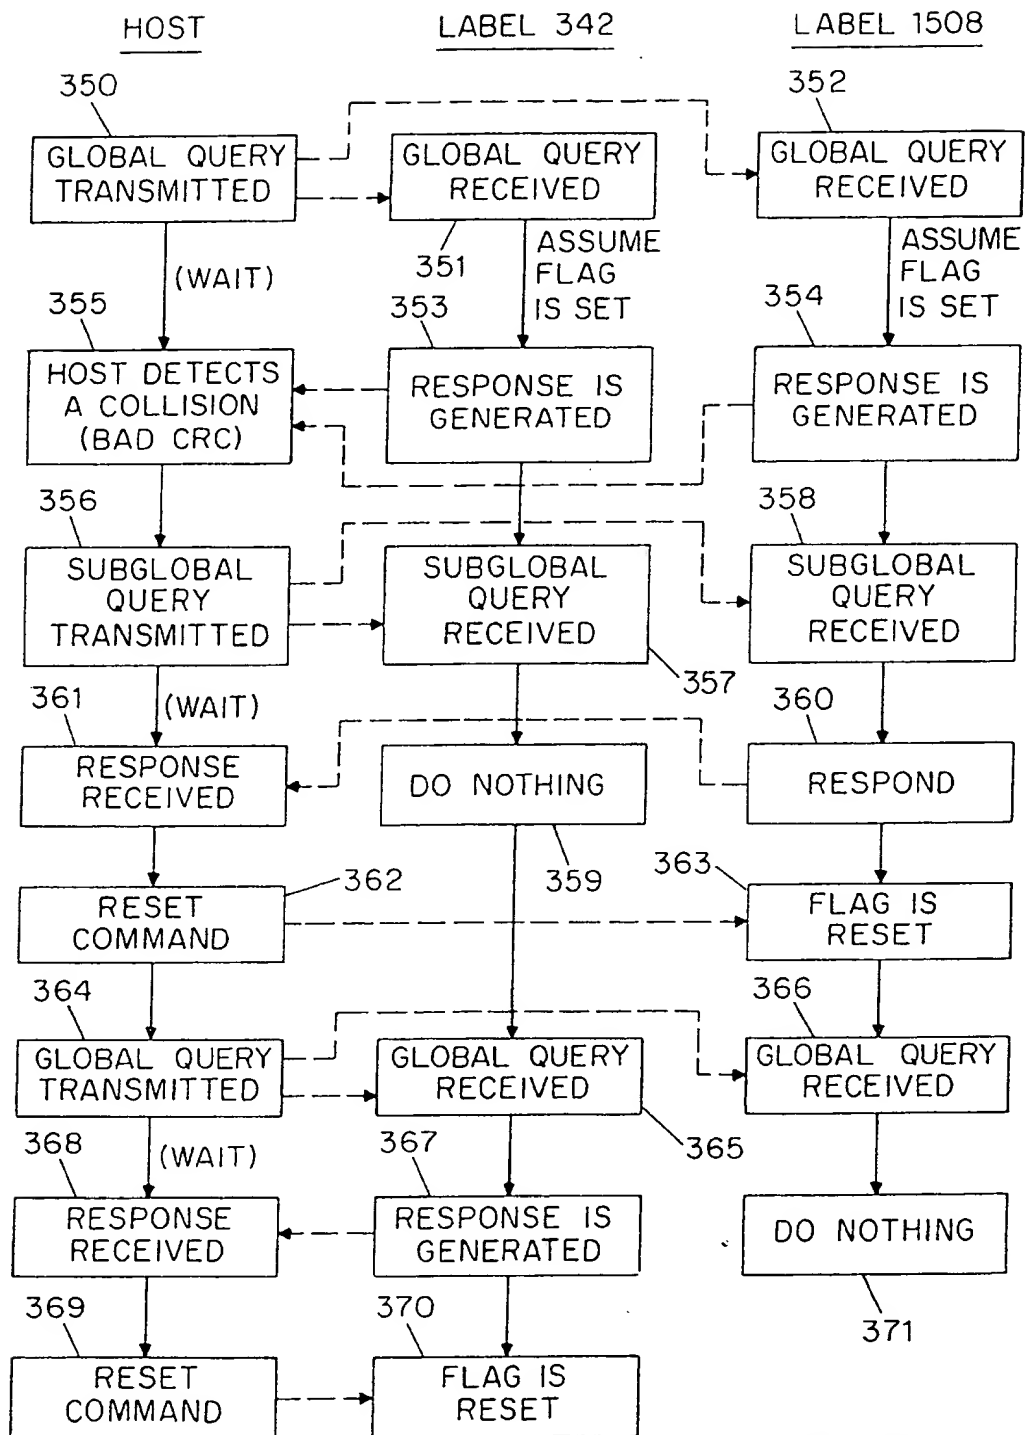 HOST
LABEL 342
LABEL 1508
350
352
GLOBAL QUERY
TRANSMITTED
GLOBAL QUERY
RECEIVED
GLOBAL QUERY
RECEIVED
351
(WAIT)
ASSUME
FLAG
IS SET
ASSUME
FLAG
IS SET
355
353
354
HOST DETECTS
A COLLISION
(BAD CRC)
RESPONSE IS
GENERATED
RESPONSE IS
GENERATED
356
358
SUBGLOBAL
QUERY
TRANSMITTED
SUBGLOBAL
QUERY
RECEIVED
SUBGLOBAL
QUERY
RECEIVED
357
361
(WAIT)
360
RESPONSE
RECEIVED
DO NOTHING
RESPOND
362
359
363
RESET
COMMAND
FLAG IS
RESET
364
366
GLOBAL QUERY
TRANSMITTED
GLOBAL QUERY
RECEIVED
GLOBAL QUERY
RECEIVED
365
368
(WAIT)
367
RESPONSE
RECEIVED
RESPONSE IS
GENERATED
DO NOTHING
369
370
371
RESET
COMMAND
FLAG IS
RESET